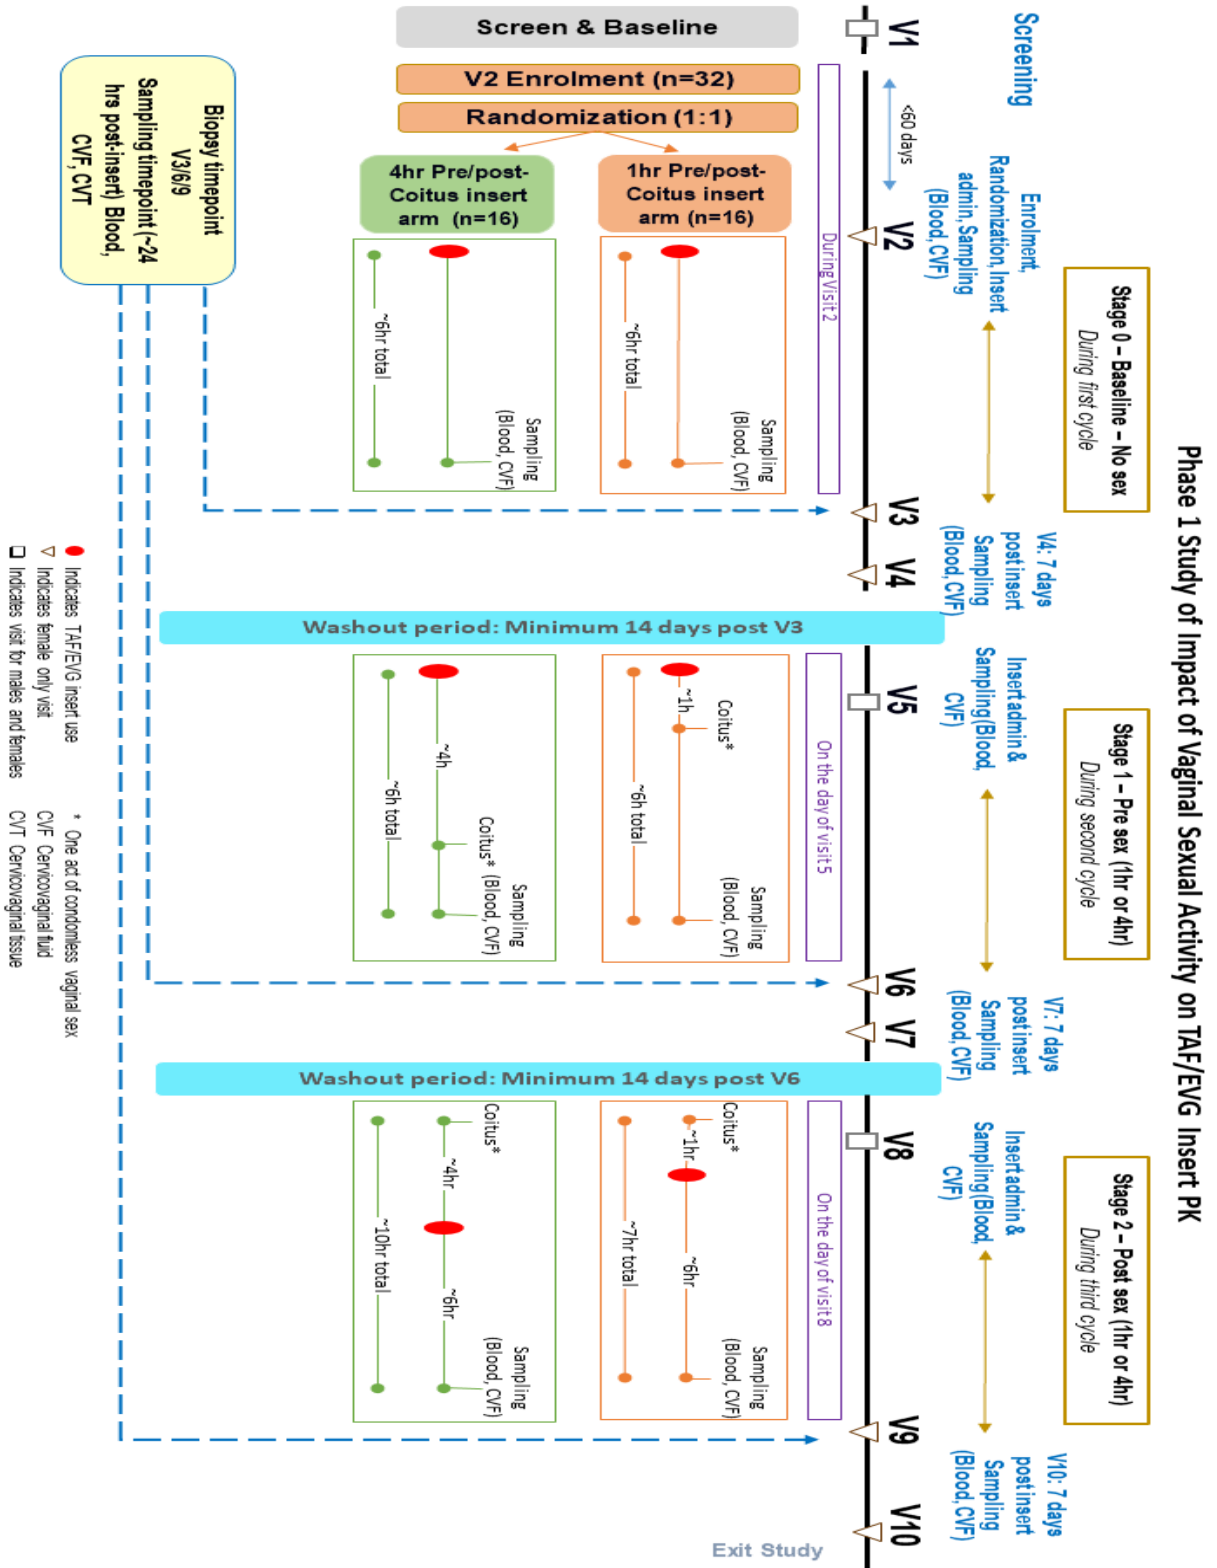 Phase 1 Study of Impact of Vaginal Sexual Activity on TAF/EVG Insert PK
Stage 0 – Baseline – No sex
During first cycle
Stage 1 – Pre sex (1hr or 4hr)
During second cycle
Stage 2 – Post sex (1hr or 4hr)
During third cycle
Screening
Enrolment,
Randomization, Insert
admin, Sampling
(Blood, CVF)
V4: 7 days
post insert
Sampling
(Blood, CVF)
Insert admin &
Sampling (Blood,
CVF)
V7: 7 days
post insert
Sampling
(Blood, CVF)
Insert admin &
Sampling (Blood,
CVF)
V10: 7 days
post insert
Sampling
(Blood, CVF)
<60 days
V1
V2
V3
V4
V5
V6
V7
V8
V9
V10
Exit Study
Screen & Baseline
V2 Enrolment (n=32)
Randomization (1:1)
During Visit 2
On the day of visit 5
On the day of visit 8
1hr Pre/post-
Coitus insert
arm (n=16)
Sampling
(Blood, CVF)
~6hr total
Coitus*
~1h
Sampling
(Blood, CVF)
~6h total
Coitus*
~1hr
~6hr
Sampling
(Blood, CVF)
~7hr total
4hr Pre/post-
Coitus insert
arm (n=16)
Sampling
(Blood, CVF)
~6hr total
~4h
Coitus*
Sampling
(Blood, CVF)
~6h total
Coitus*
~4hr
~6hr
Sampling
(Blood, CVF)
~10hr total
Washout period: Minimum 14 days post V3
Washout period: Minimum 14 days post V6
Biopsy timepoint
V3/6/9
Sampling timepoint (~24
hrs post-insert) Blood,
CVF, CVT
Indicates TAF/EVG insert use
Indicates female only visit
Indicates visit for males and females
* One act of condomless vaginal sex
CVF Cervicovaginal fluid
CVT Cervicovaginal tissue